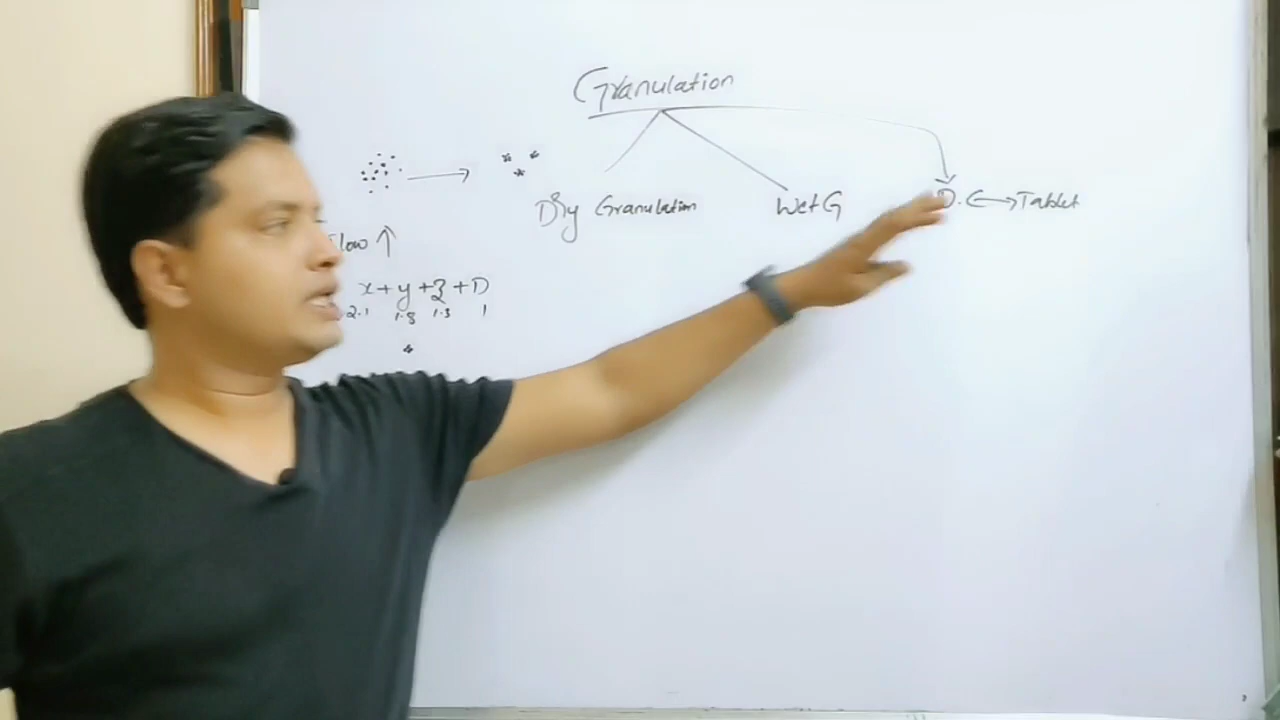 Granulation
Dry Granulation
Wet G
D.C → Tablet
Flow ↑
x + y + z + D
2.1 1.8 1.3 1